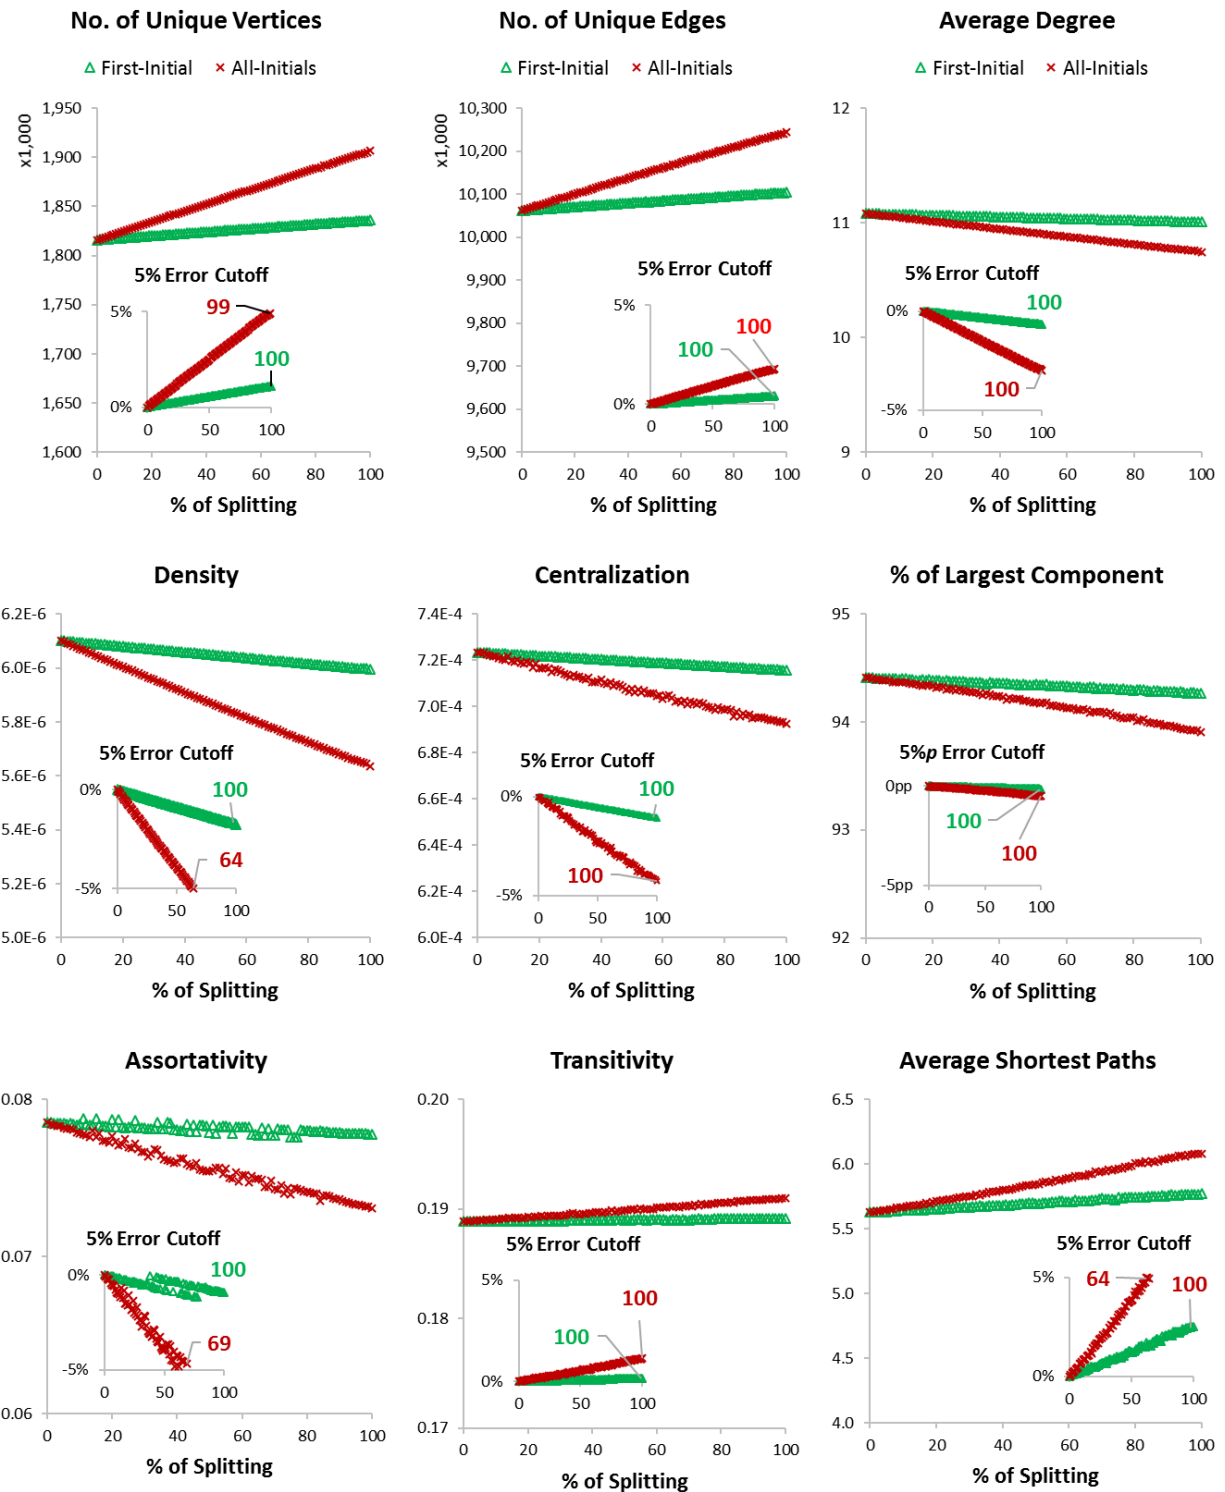 No. of Unique Vertices
No. of Unique Edges
Average Degree
△ First-Initial × All-Initials
△ First-Initial × All-Initials
△ First-Initial × All-Initials
x1,000
1,950
1,900
1,850
1,800
1,750
1,700
1,650
1,600
5% Error Cutoff
5%
0%
99
100
0 50 100
0 20 40 60 80 100
% of Splitting
x1,000
10,300
10,200
10,100
10,000
9,900
9,800
9,700
9,600
9,500
5% Error Cutoff
5%
0%
100
100
0 50 100
0 20 40 60 80 100
% of Splitting
12
11
10
9
5% Error Cutoff
0%
-5%
100
100
0 50 100
0 20 40 60 80 100
% of Splitting
Density
6.2E-6
6.0E-6
5.8E-6
5.6E-6
5.4E-6
5.2E-6
5.0E-6
5% Error Cutoff
0%
-5%
100
64
0 50 100
0 20 40 60 80 100
% of Splitting
Centralization
7.4E-4
7.2E-4
7.0E-4
6.8E-4
6.6E-4
6.4E-4
6.2E-4
6.0E-4
5% Error Cutoff
0%
-5%
100
100
0 50 100
0 20 40 60 80 100
% of Splitting
% of Largest Component
95
94
93
92
5%p Error Cutoff
0pp
-5pp
100
100
0 50 100
0 20 40 60 80 100
% of Splitting
Assortativity
0.08
0.07
0.06
5% Error Cutoff
0%
-5%
100
69
0 50 100
0 20 40 60 80 100
% of Splitting
Transitivity
0.20
0.19
0.18
0.17
5% Error Cutoff
5%
0%
100
100
0 50 100
0 20 40 60 80 100
% of Splitting
Average Shortest Paths
6.5
6.0
5.5
5.0
4.5
4.0
5% Error Cutoff
5%
0%
64
100
0 50 100
0 20 40 60 80 100
% of Splitting